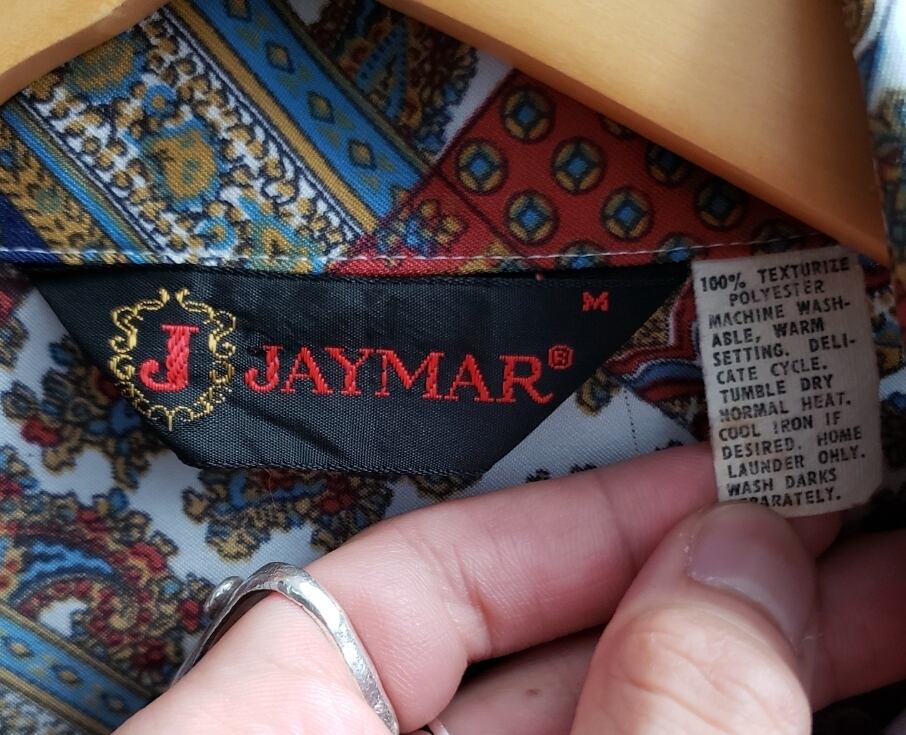 J
JAYMAR®
M
100% TEXTURIZE
POLYESTER
MACHINE WASH-
ABLE, WARM
SETTING. DELI-
CATE CYCLE.
TUMBLE DRY
NORMAL HEAT.
COOL IRON IF
DESIRED. HOME
LAUNDER ONLY.
WASH DARKS
PARATELY.